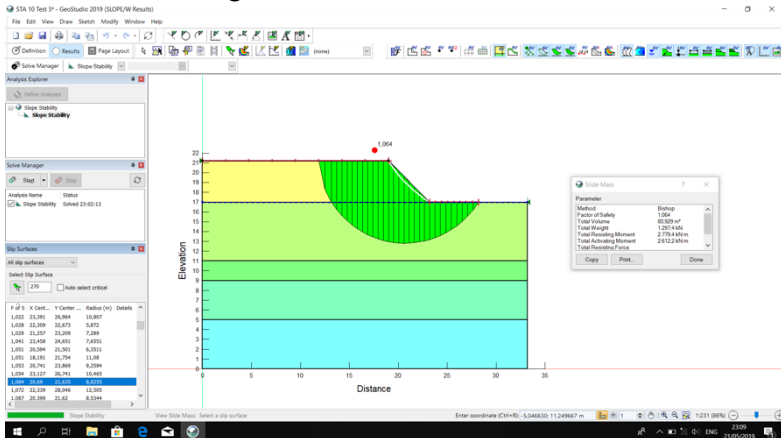 STA 10 Test 3* - GeoStudio 2019 (SLOPE/W Results)
File Edit View Draw Sketch Modify Window Help
Definition Results Page Layout
(none)
Solve Manager Slope Stability
Analysis Explorer
Define Analyses
Slope Stability
Slope Stability
Solve Manager
Start Stop
Analysis Name Status
Slope Stability Solved 23:02:13
Slip Surfaces
All slip surfaces
Select Slip Surface
270 Auto select critical
F of S X Cent... Y Center ... Radius (m) Details
1,022 23,391 26,964 10,807
1,028 22,309 22,673 5,872
1,029 21,257 23,209 7,289
1,041 23,458 24,651 7,6551
1,051 20,594 21,501 6,3511
1,051 18,191 21,754 11,08
1,053 20,741 23,869 9,2594
1,054 23,127 26,741 10,465
1,064 20,69 21,635 8,8255
1,072 22,339 28,046 12,505
1,087 20,399 21,62 8,5344
1,064
22
21
20
19
18
17
16
15
14
13
12
11
10
9
8
7
6
5
4
3
2
1
0
Elevation
0 5 10 15 20 25 30 35
Distance
Slide Mass
Parameter
Method Bishop
Factor of Safety 1,064
Total Volume 80,929 m³
Total Weight 1.297,4 kN
Total Resisting Moment 2.779,4 kN·m
Total Activating Moment 2.612,2 kN·m
Total Resisting Force
Copy Print.. Done
Slope Stability View Slide Mass: Select a slip surface Enter coordinate (Ctrl+R): -5,046630; 11,249667 m 1 1:231 (86%)
ENG 23:09
21/05/2019